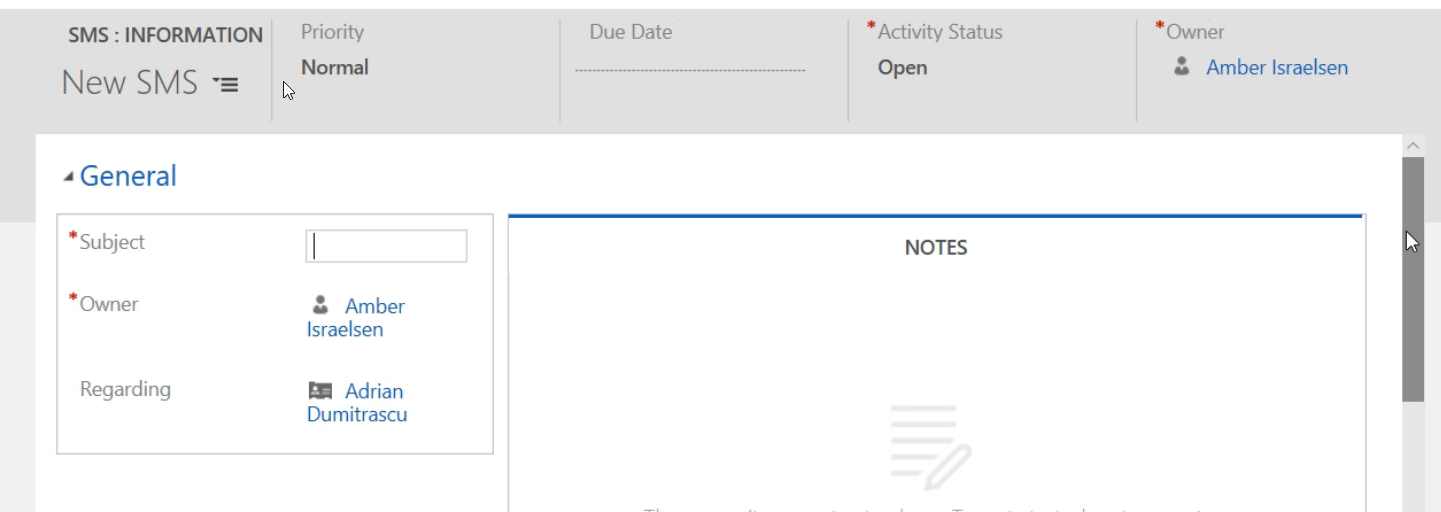 SMS : INFORMATION
New SMS
Priority
Normal
Due Date
*Activity Status
Open
*Owner
Amber Israelsen
General
*Subject
*Owner
Amber
Israelsen
Regarding
Adrian
Dumitrascu
NOTES